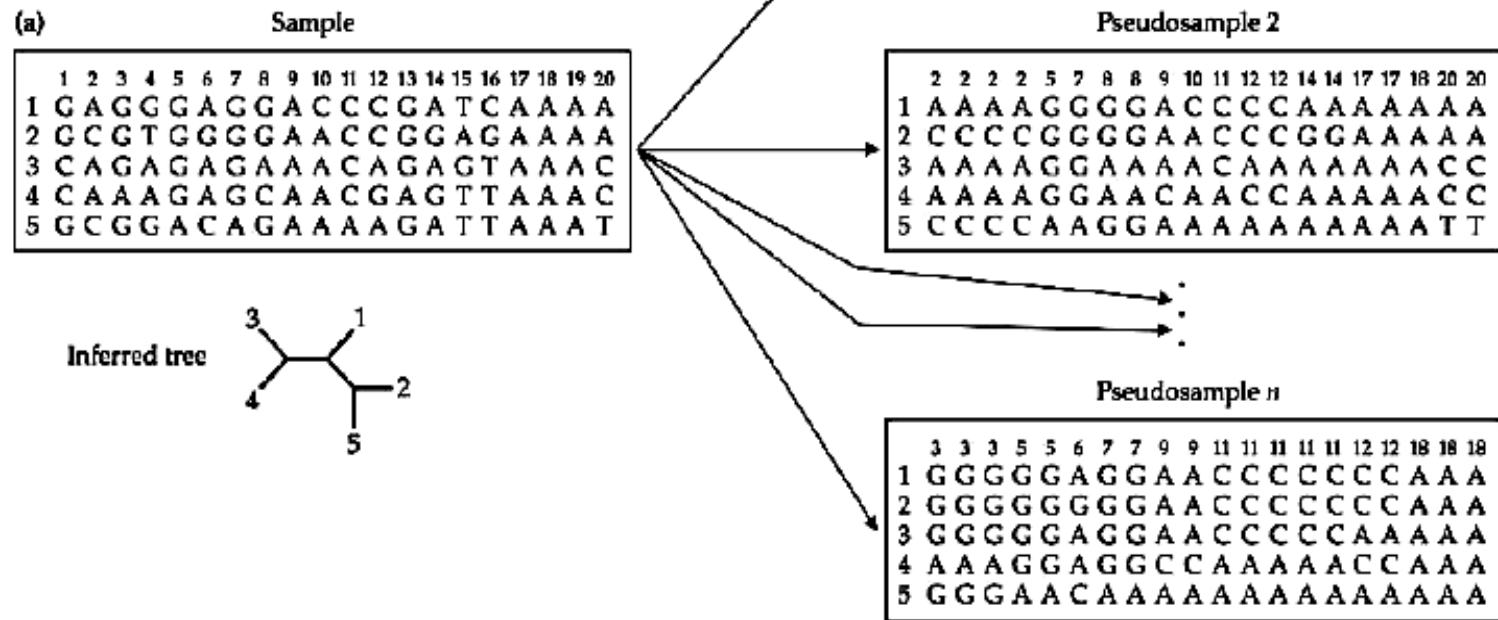 (a)
Sample
1 2 3 4 5 6 7 8 9 10 11 12 13 14 15 16 17 18 19 20
1 G A G G G A G G A C C C G A T C A A A A
2 G C G T G G G G A A C C G G A G A A A A
3 C A G A G A G A A A C A G A G T A A A C
4 C A A A G A G C A A C G A G T T A A A C
5 G C G G A C A G A A A A G A T T A A A T
Inferred tree
3
1
4
2
5
Pseudosample 2
2 2 2 2 5 7 8 8 9 10 11 12 12 14 14 17 17 18 20 20
1 A A A A G G G G A C C C C A A A A A A A
2 C C C C G G G G A A C C C G G A A A A A
3 A A A A G G A A A A C A A A A A A A C C
4 A A A A G G A A C A A C C A A A A A C C
5 C C C C A A G G A A A A A A A A A A T T
Pseudosample n
3 3 3 5 5 6 7 7 9 9 11 11 11 11 11 12 12 18 18 18
1 G G G G G A G G A A C C C C C C C A A A
2 G G G G G G G G A A C C C C C C C A A A
3 G G G G G A G G A A C C C C C A A A A A
4 A A A G G A G G C C A A A A A C C A A A
5 G G G A A C A A A A A A A A A A A A A A